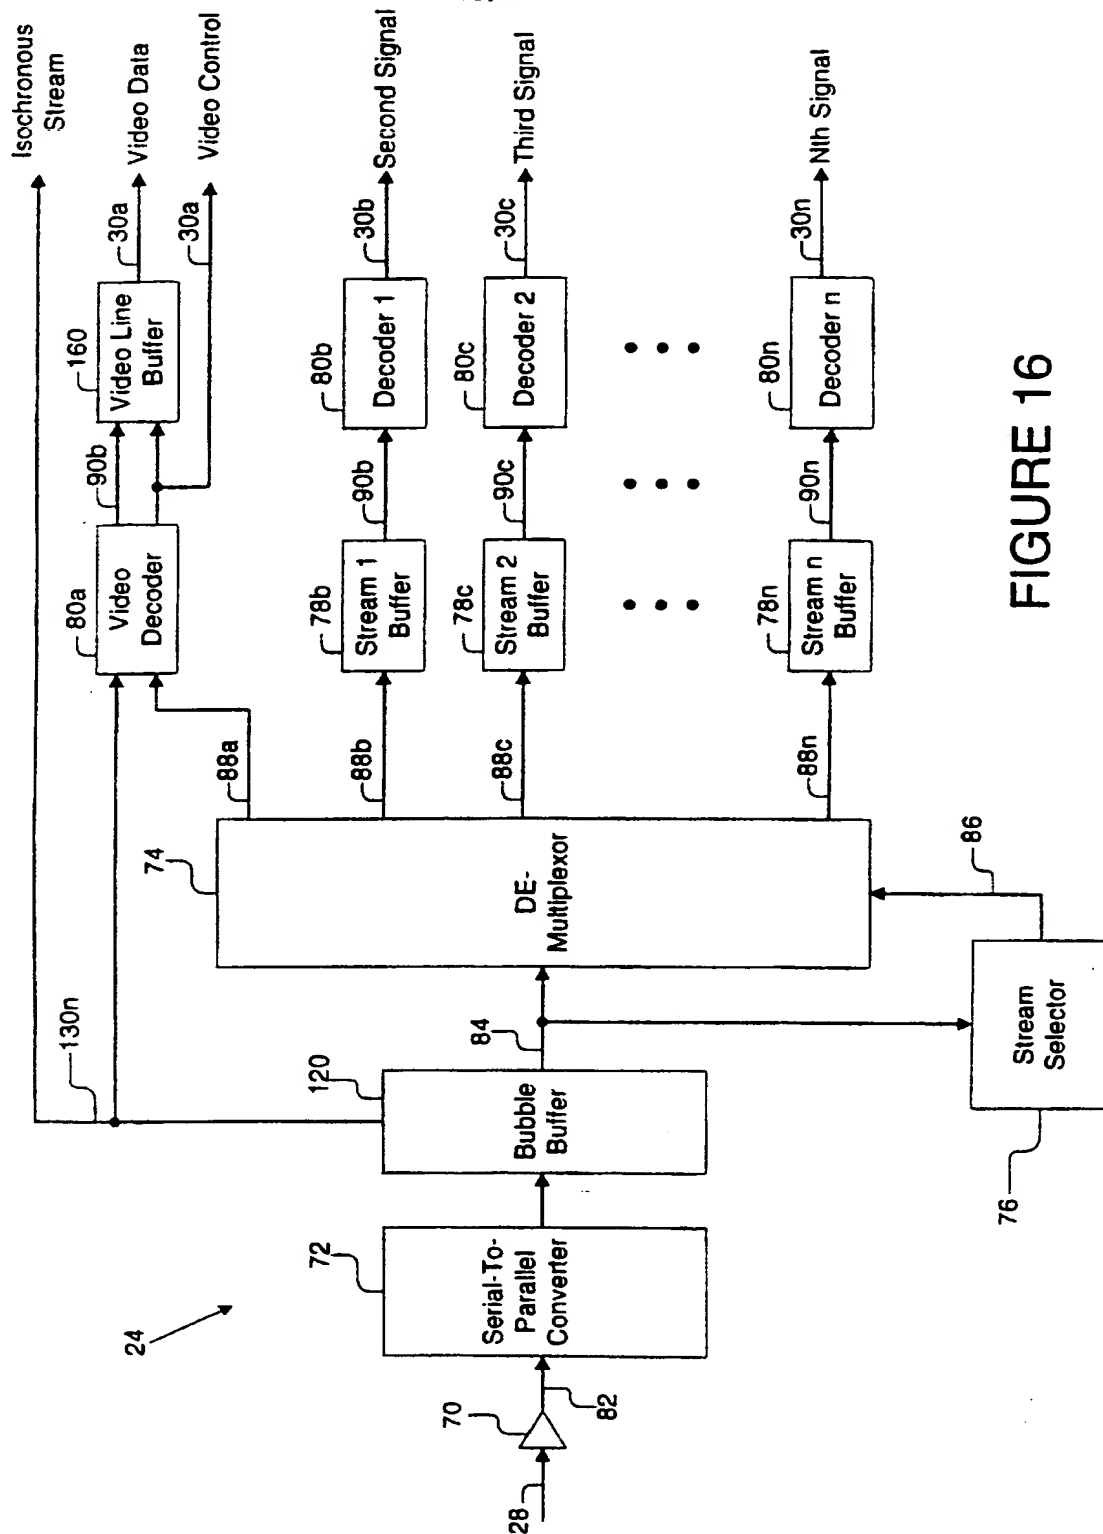 Isochronous
Stream
130n
80a
Video
Decoder
90b
160
Video Line
Buffer
30a
Video Data
30a
Video Control
88a
24
28
70
82
72
Serial-To-
Parallel
Converter
120
Bubble
Buffer
84
74
DE-
Multiplexor
88b
78b
Stream 1
Buffer
90b
80b
Decoder 1
30b
Second Signal
88c
78c
Stream 2
Buffer
90c
80c
Decoder 2
30c
Third Signal
88n
78n
Stream n
Buffer
90n
80n
Decoder n
30n
Nth Signal
86
76
Stream
Selector
FIGURE 16